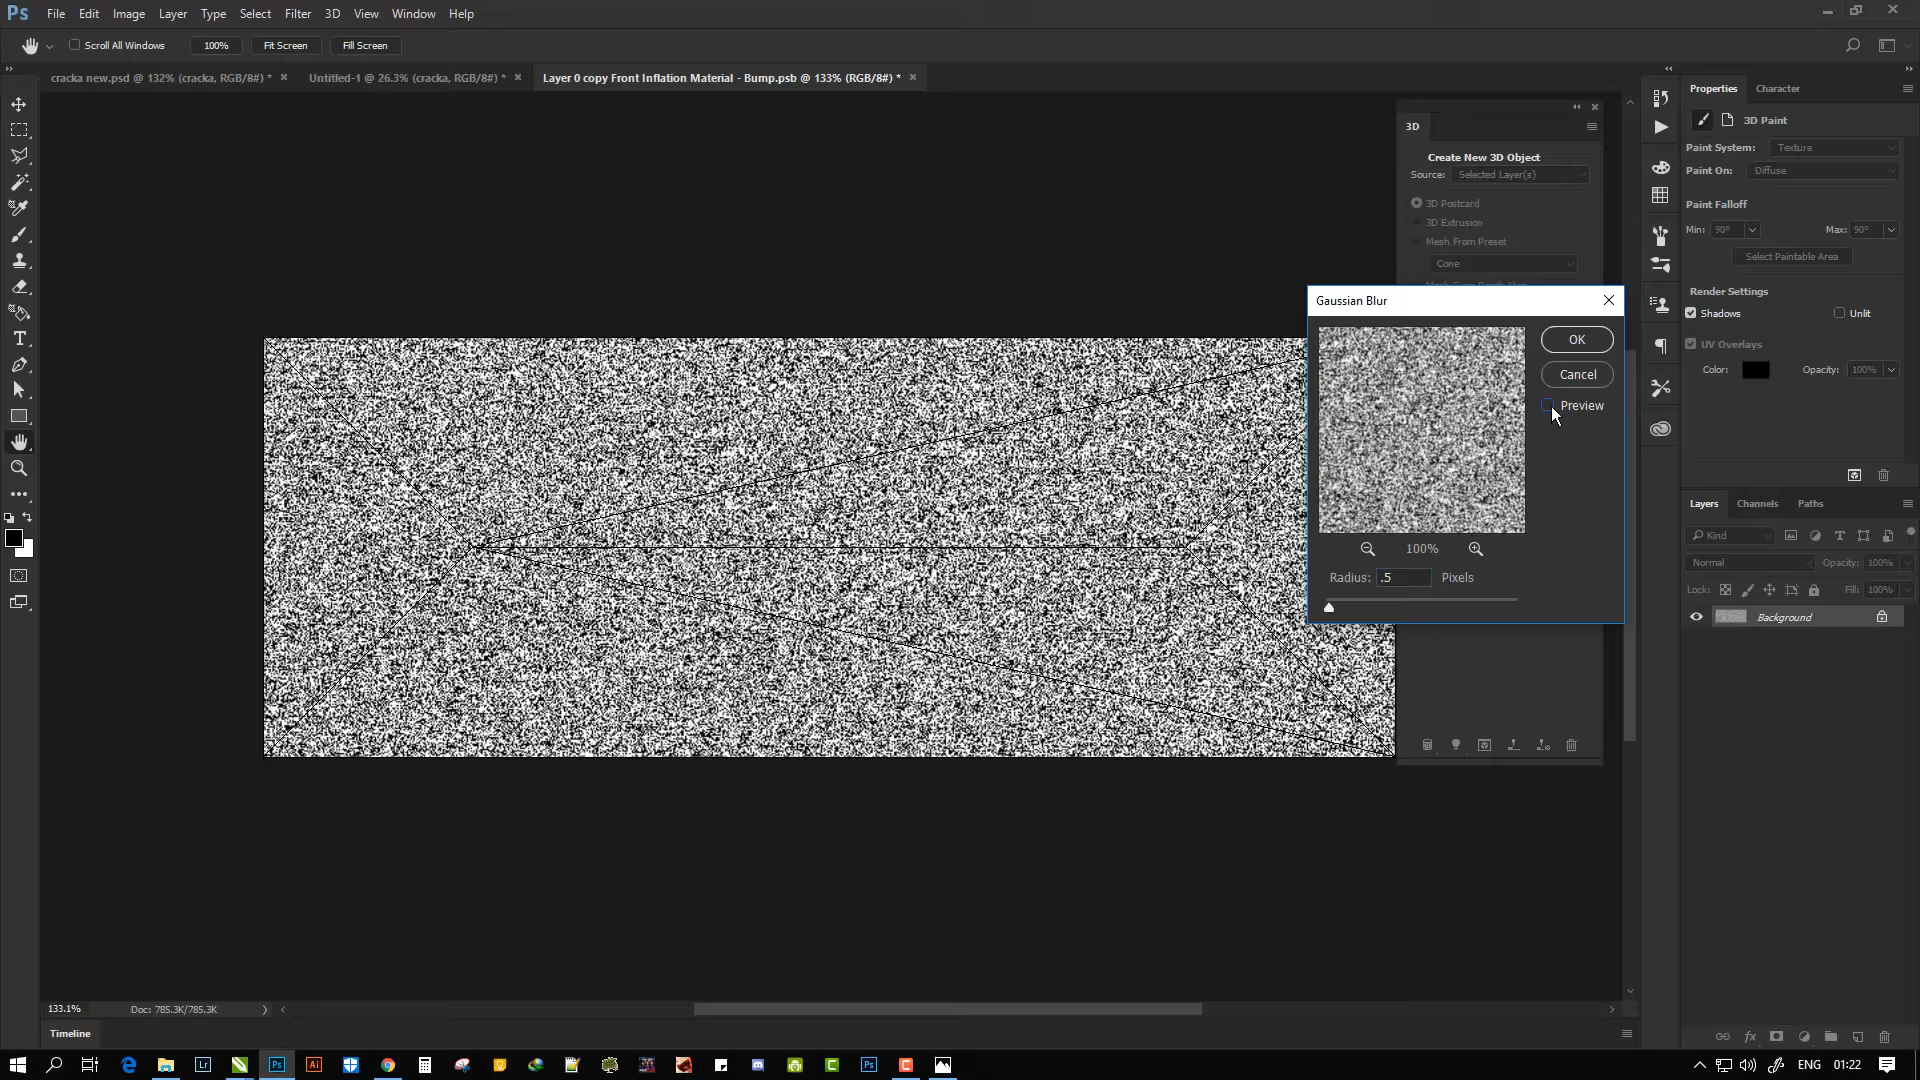 Ps File Edit Image Layer Type Select Filter 3D View Window Help
Scroll All Windows 100% Fit Screen Fill Screen
cracka new.psd @ 132% (cracka, RGB/8#) * Untitled-1 @ 26.3% (cracka, RGB/8#) * Layer 0 copy Front Inflation Material - Bump.psb @ 133% (RGB/8#) *
3D
Create New 3D Object
Source: Selected Layer(s)
3D Postcard
3D Extrusion
Mesh From Preset
Cone
Gaussian Blur
OK
Cancel
Preview
100%
Radius: .5 Pixels
Properties Character
3D Paint
Paint System: Texture
Paint On: Diffuse
Paint Falloff
Min: 90° Max: 90°
Select Paintable Area
Render Settings
Shadows Unlit
UV Overlays
Color: Opacity: 100%
Layers Channels Paths
Kind
Normal Opacity: 100%
Lock: Fill: 100%
Background
133.1% Doc: 785.3K/785.3K
Timeline
ENG 01:22